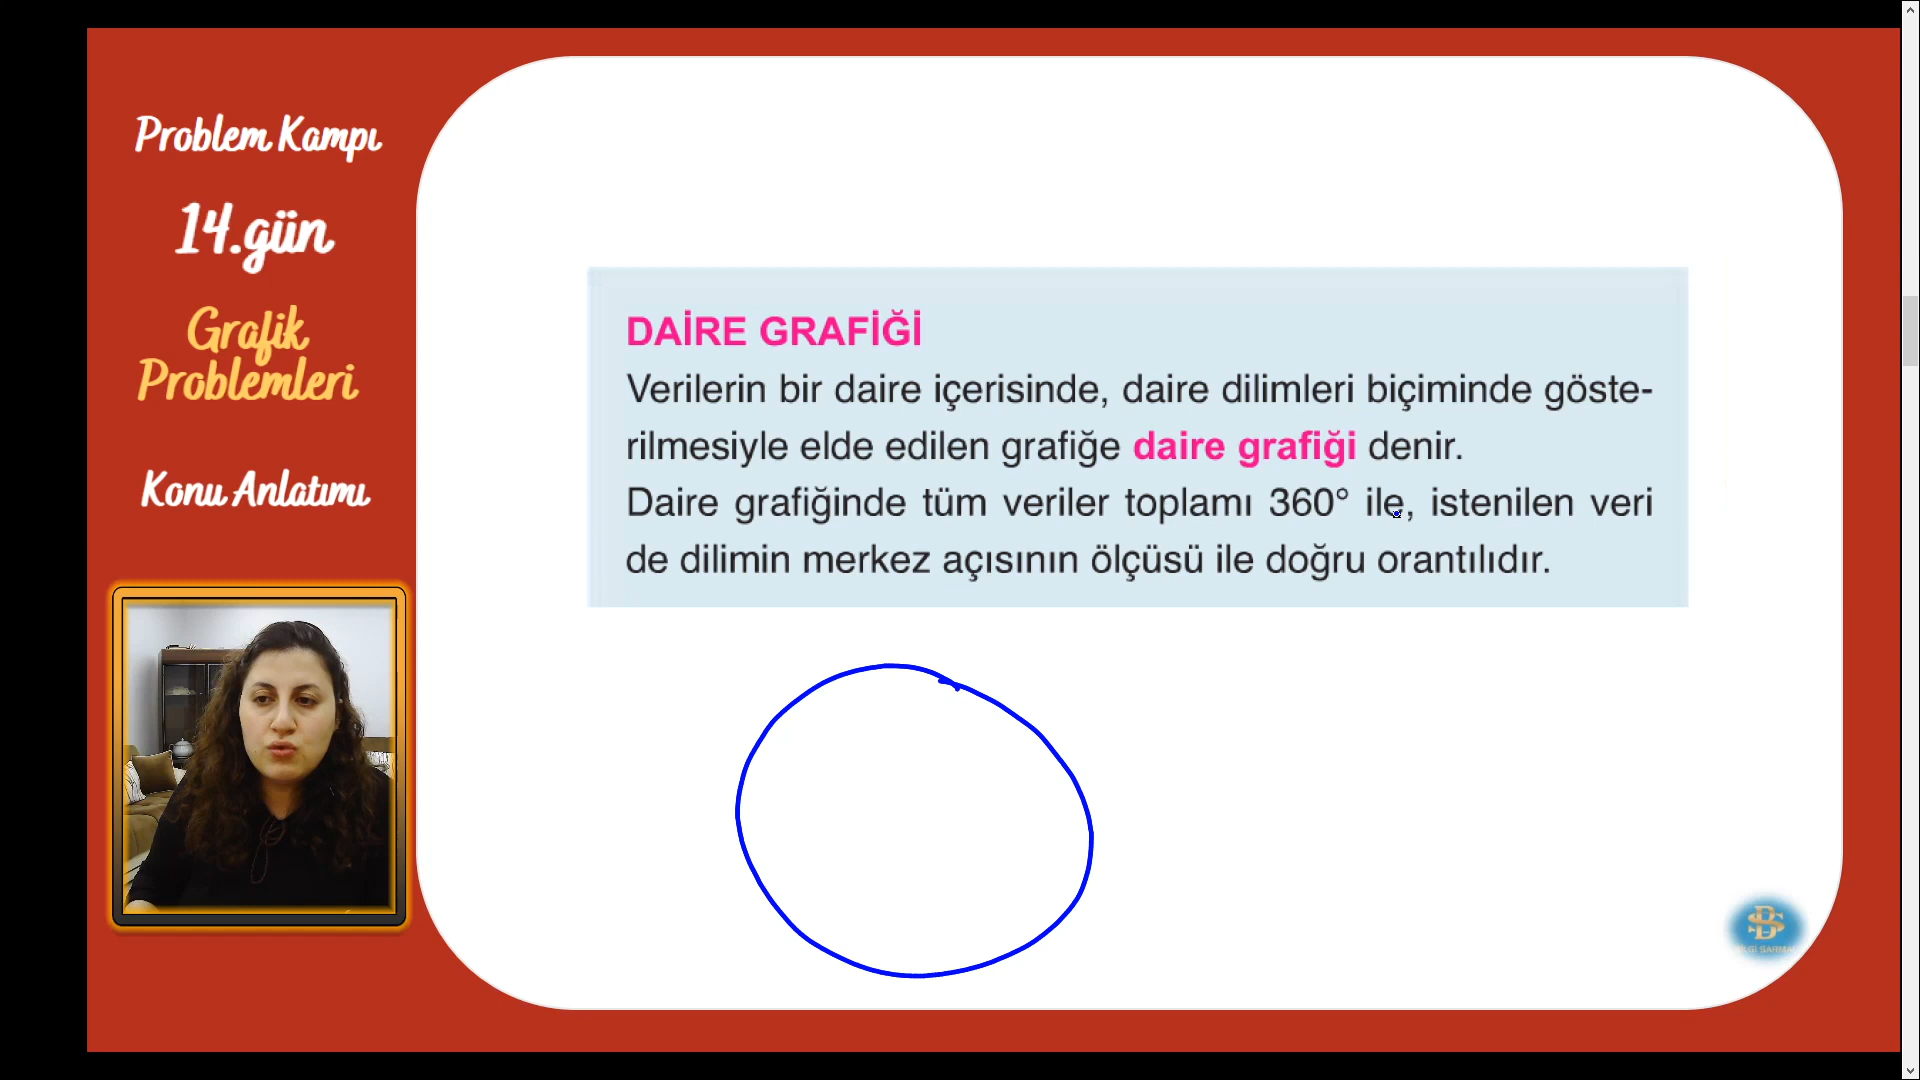 Problem Kampı
14.gün
Grafik
Problemleri
Konu Anlatımı
DAİRE GRAFİĞİ
Verilerin bir daire içerisinde, daire dilimleri biçiminde göste-
rilmesiyle elde edilen grafiğe daire grafiği denir.
Daire grafiğinde tüm veriler toplamı 360° ile, istenilen veri
de dilimin merkez açısının ölçüsü ile doğru orantılıdır.